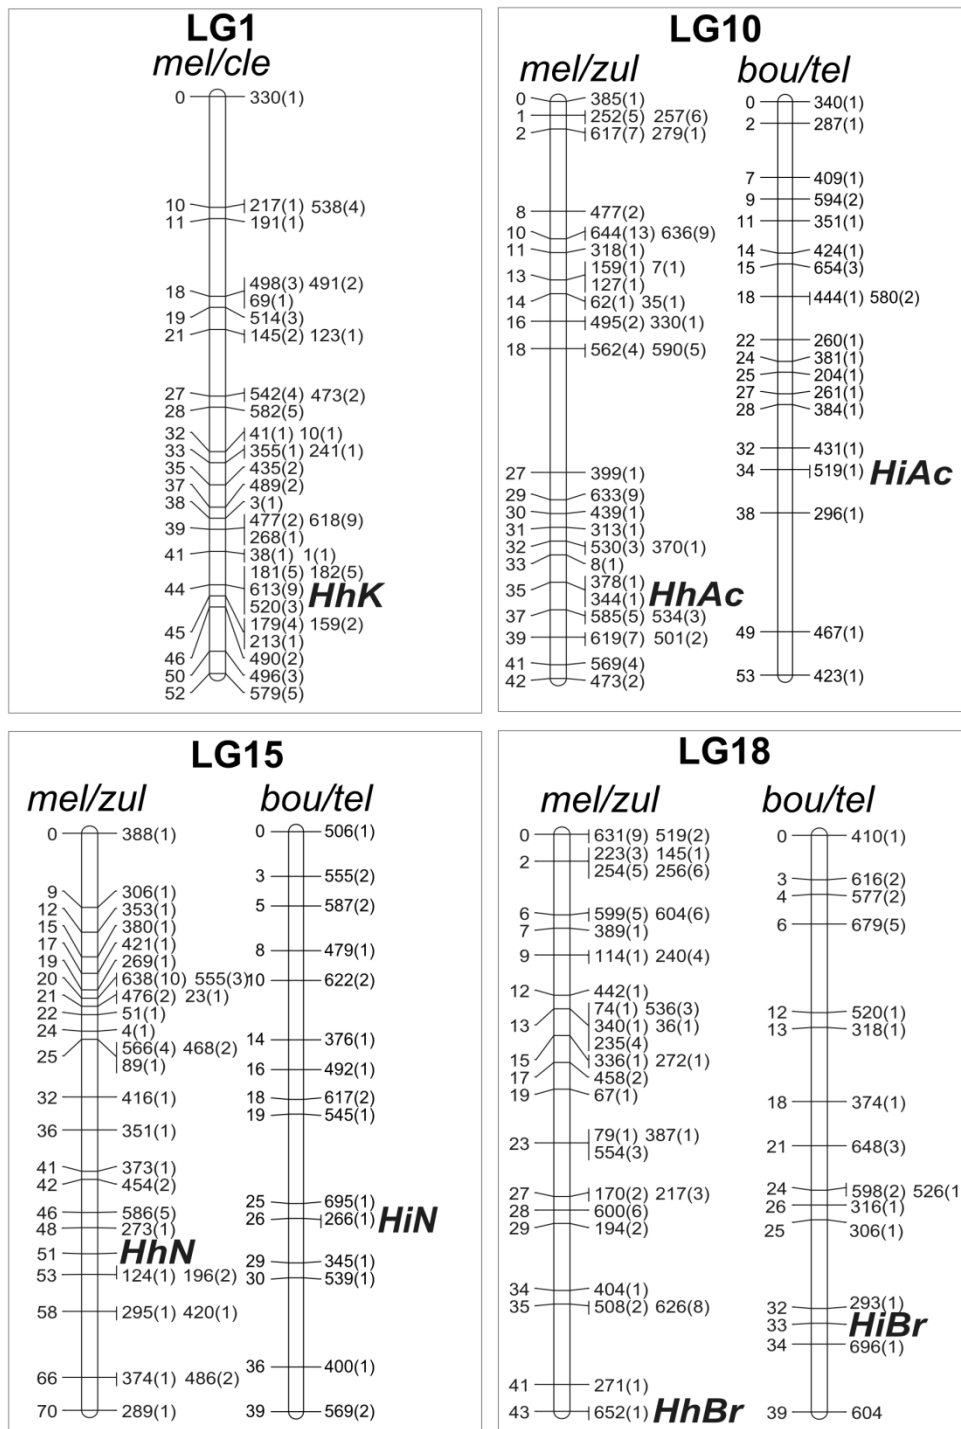 LG1
mel/cle
0 330(1)
10 217(1) 538(4)
11 191(1)
18 498(3) 491(2)
69(1)
19 514(3)
21 145(2) 123(1)
27 542(4) 473(2)
28 582(5)
32 41(1) 10(1)
33 355(1) 241(1)
35 435(2)
37 489(2)
38 3(1)
39 477(2) 618(9)
268(1)
41 38(1) 1(1)
181(5) 182(5)
44 613(9) HhK
520(3)
45 179(4) 159(2)
213(1)
46 490(2)
50 496(3)
52 579(5)
LG10
mel/zul
0 385(1)
1 252(5) 257(6)
2 617(7) 279(1)
8 477(2)
10 644(13) 636(9)
11 318(1)
13 159(1) 7(1)
127(1)
14 62(1) 35(1)
16 495(2) 330(1)
18 562(4) 590(5)
27 399(1)
29 633(9)
30 439(1)
31 313(1)
32 530(3) 370(1)
33 8(1)
35 378(1)
344(1) HhAc
37 585(5) 534(3)
39 619(7) 501(2)
41 569(4)
42 473(2)
bou/tel
0 340(1)
2 287(1)
7 409(1)
9 594(2)
11 351(1)
14 424(1)
15 654(3)
18 444(1) 580(2)
22 260(1)
24 381(1)
25 204(1)
27 261(1)
28 384(1)
32 431(1)
34 519(1) HiAc
38 296(1)
49 467(1)
53 423(1)
LG15
mel/zul
0 388(1)
9 306(1)
12 353(1)
15 380(1)
17 421(1)
19 269(1)
20 638(10) 555(3)
21 476(2) 23(1)
22 51(1)
24 4(1)
25 566(4) 468(2)
89(1)
32 416(1)
36 351(1)
41 373(1)
42 454(2)
46 586(5)
48 273(1)
51 HhN
53 124(1) 196(2)
58 295(1) 420(1)
66 374(1) 486(2)
70 289(1)
bou/tel
0 506(1)
3 555(2)
5 587(2)
8 479(1)
10 622(2)
14 376(1)
16 492(1)
18 617(2)
19 545(1)
25 695(1)
26 266(1) HiN
29 345(1)
30 539(1)
36 400(1)
39 569(2)
LG18
mel/zul
0 631(9) 519(2)
2 223(3) 145(1)
254(5) 256(6)
6 599(5) 604(6)
7 389(1)
9 114(1) 240(4)
12 442(1)
74(1) 536(3)
13 340(1) 36(1)
235(4)
15 336(1) 272(1)
17 458(2)
19 67(1)
23 79(1) 387(1)
554(3)
27 170(2) 217(3)
28 600(6)
29 194(2)
34 404(1)
35 508(2) 626(8)
41 271(1)
43 652(1) HhBr
bou/tel
0 410(1)
3 616(2)
4 577(2)
6 679(5)
12 520(1)
13 318(1)
18 374(1)
21 648(3)
24 598(2) 526(1
26 316(1)
25 306(1)
32 293(1)
33 HiBr
34 696(1)
39 604